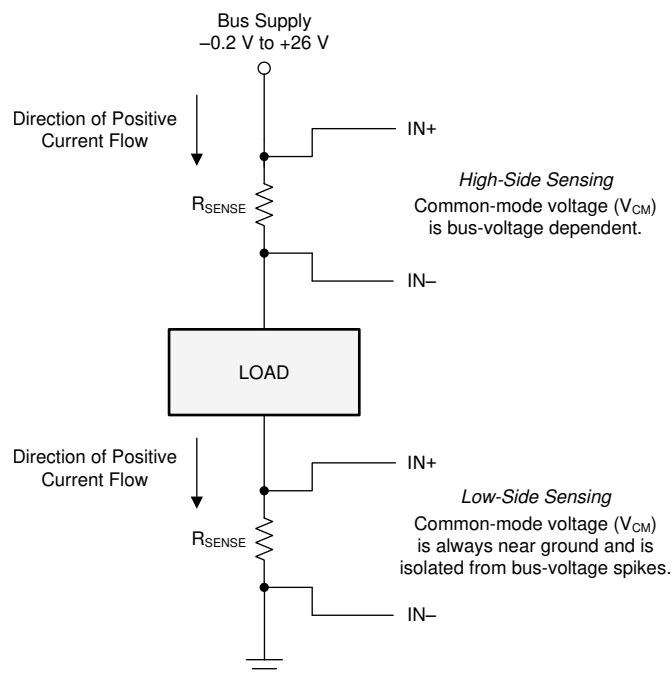 Bus Supply
–0.2 V to +26 V
Direction of Positive
Current Flow
IN+
High-Side Sensing
Common-mode voltage (VCM)
is bus-voltage dependent.
RSENSE
IN–
LOAD
Direction of Positive
Current Flow
IN+
Low-Side Sensing
Common-mode voltage (VCM)
is always near ground and is
isolated from bus-voltage spikes.
RSENSE
IN–